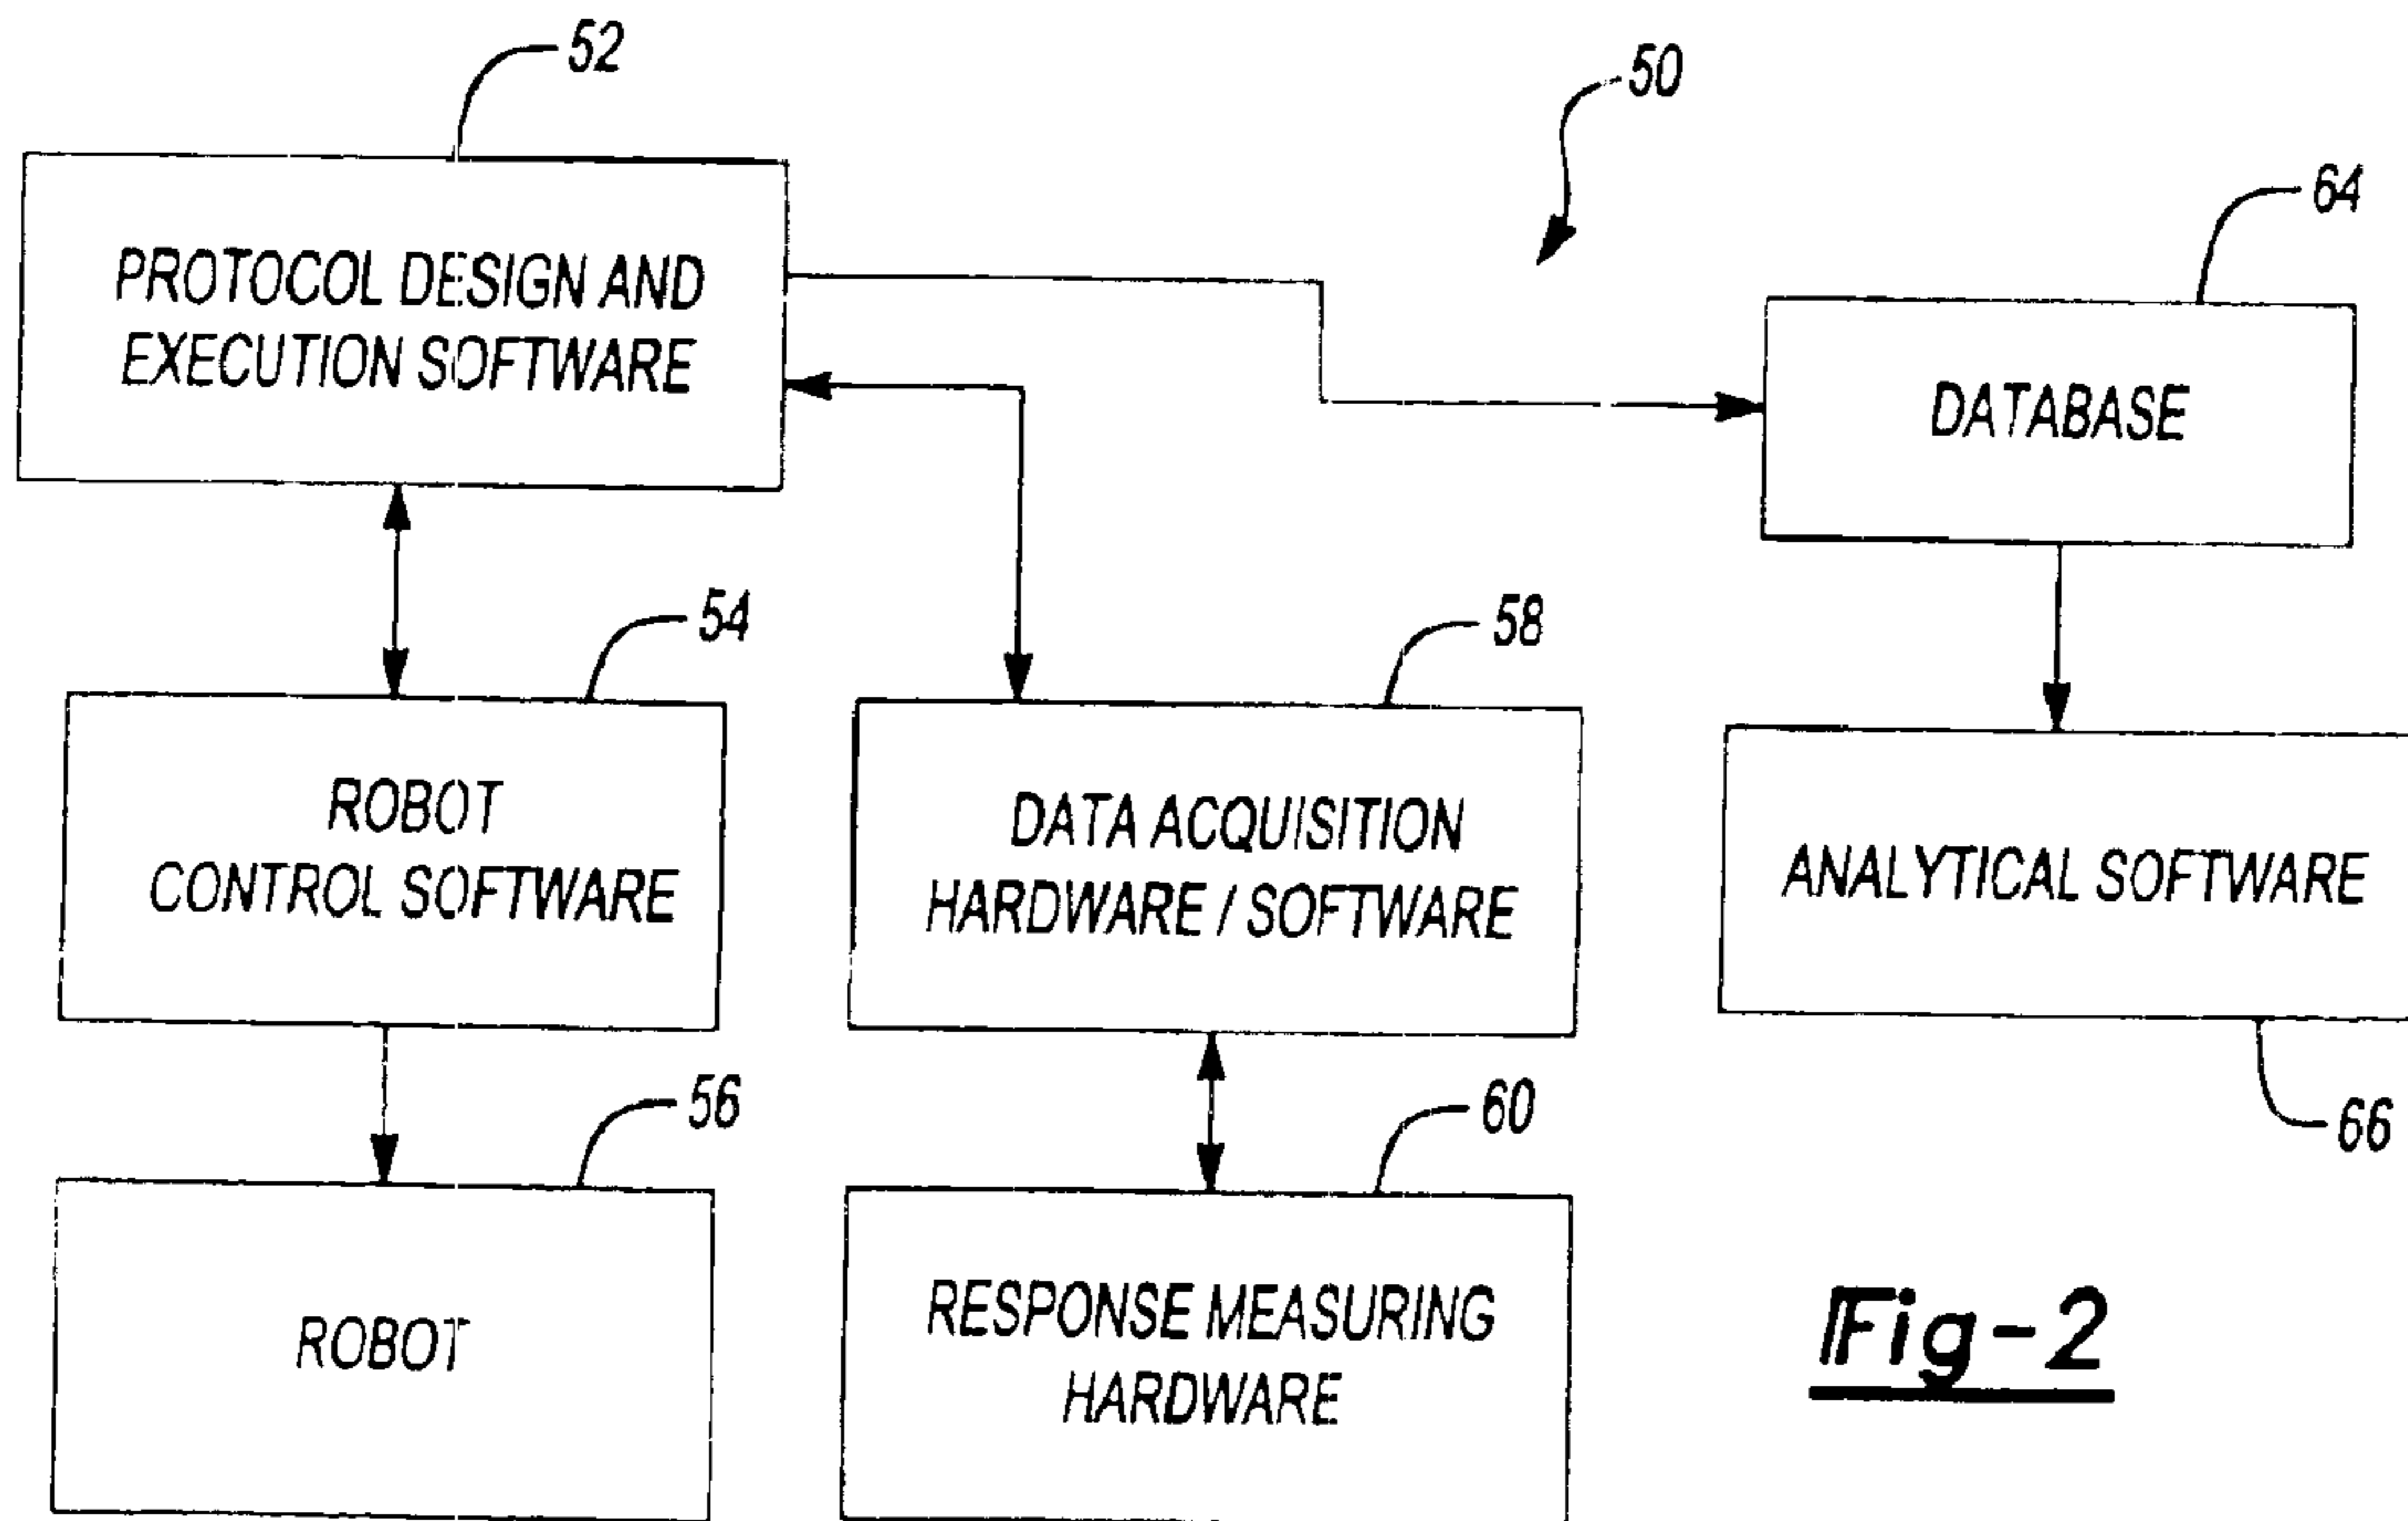 52
50
64
PROTOCOL DESIGN AND
EXECUTION SOFTWARE
DATABASE
54
58
ROBOT
CONTROL SOFTWARE
DATA ACQUISITION
HARDWARE / SOFTWARE
ANALYTICAL SOFTWARE
56
60
66
ROBOT
RESPONSE MEASURING
HARDWARE
Fig-2